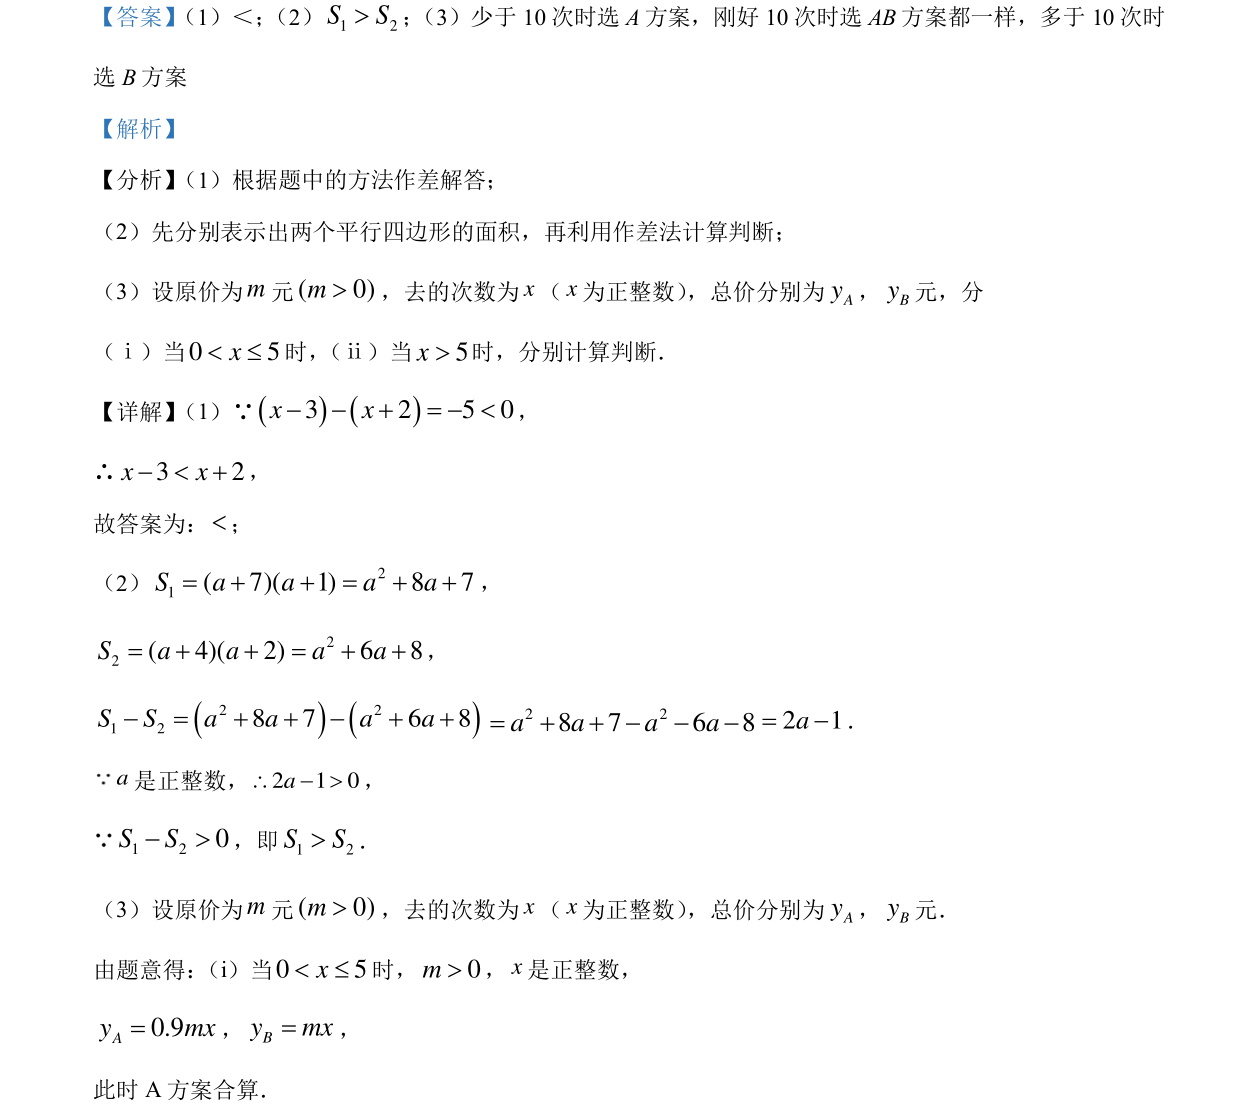 【答案】（1）＜；（2）S₁ > S₂；（3）少于 10 次时选 A 方案，刚好 10 次时选 AB 方案都一样，多于 10 次时
选 B 方案
【解析】
【分析】（1）根据题中的方法作差解答；
（2）先分别表示出两个平行四边形的面积，再利用作差法计算判断；
（3）设原价为 m 元 (m > 0)，去的次数为 x（x 为正整数），总价分别为 y_A，y_B 元，分
（ⅰ）当 0 < x ≤ 5 时，（ⅱ）当 x > 5 时，分别计算判断．
【详解】（1）∵ (x−3)−(x+2) = −5 < 0，
∴ x−3 < x+2，
故答案为：＜；
（2）S₁ = (a+7)(a+1) = a² +8a+7，
S₂ = (a+4)(a+2) = a² +6a+8，
S₁ − S₂ = (a² +8a+7)−(a² +6a+8) = a² +8a+7−a² −6a−8 = 2a−1．
∵ a 是正整数，∴ 2a−1 > 0，
∵ S₁ − S₂ > 0，即 S₁ > S₂．
（3）设原价为 m 元 (m > 0)，去的次数为 x（x 为正整数），总价分别为 y_A，y_B 元．
由题意得：（i）当 0 < x ≤ 5 时，m > 0，x 是正整数，
y_A = 0.9mx，y_B = mx，
此时 A 方案合算．